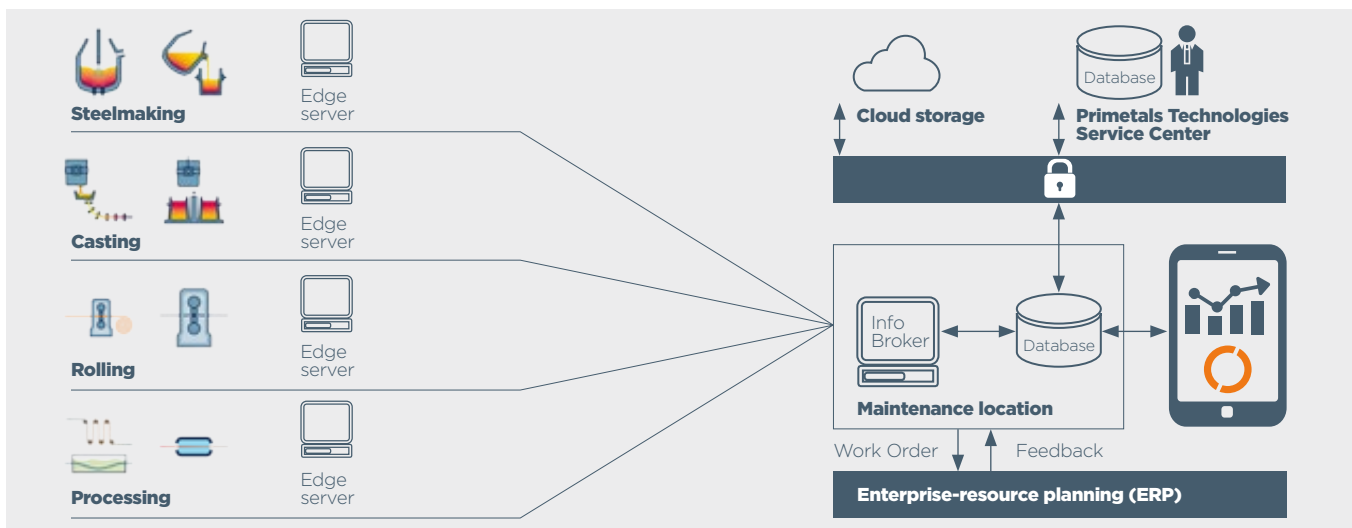 Edge
server
Steelmaking
Edge
server
Casting
Edge
server
Rolling
Edge
server
Processing
Database
Cloud storage
Primetals Technologies
Service Center
Info
Broker
Database
Maintenance location
Work Order
Feedback
Enterprise-resource planning (ERP)